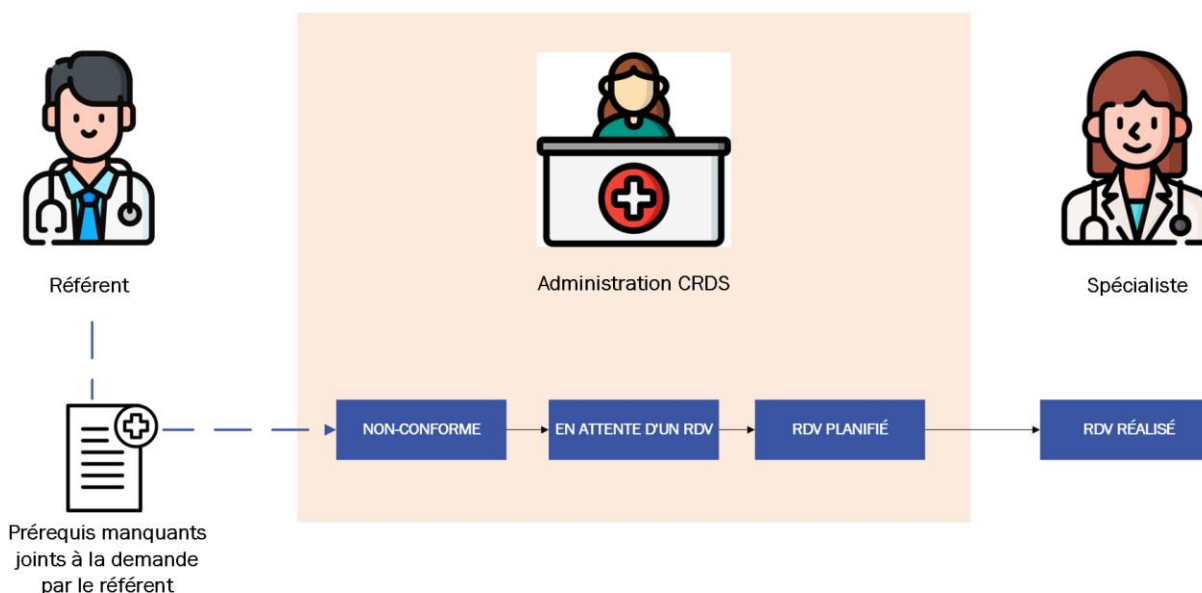 Référent
Administration CRDS
Spécialiste
NON-CONFORME
EN ATTENTE D'UN RDV
RDV PLANIFIÉ
RDV RÉALISÉ
Prérequis manquants
joints à la demande
par le référent